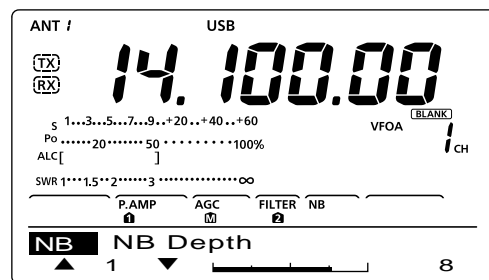 ANT 1 USB
TX
14.100.00
RX
BLANK
S 1...3...5...7...9..+20..+40..+60
VFOA
1 CH
Po ......20......50.........100%
ALC[ ]
SWR 1••••1.5••2•••••3••••••••••••∞
P.AMP AGC FILTER NB
1 M 2
NB NB Depth
▲ 1 ▼ 8